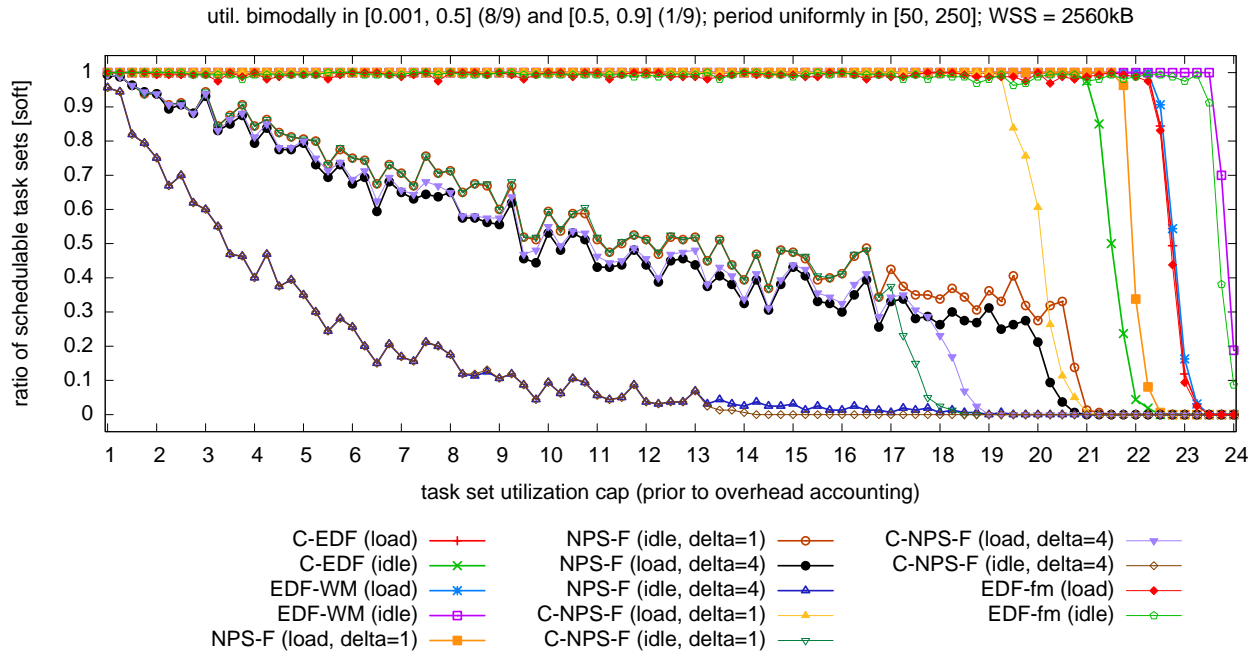 util. bimodally in [0.001, 0.5] (8/9) and [0.5, 0.9] (1/9); period uniformly in [50, 250]; WSS = 2560kB
ratio of schedulable task sets [soft]
1
0.9
0.8
0.7
0.6
0.5
0.4
0.3
0.2
0.1
0
1 2 3 4 5 6 7 8 9 10 11 12 13 14 15 16 17 18 19 20 21 22 23 24
task set utilization cap (prior to overhead accounting)
C-EDF (load)
C-EDF (idle)
EDF-WM (load)
EDF-WM (idle)
NPS-F (load, delta=1)
NPS-F (idle, delta=1)
NPS-F (load, delta=4)
NPS-F (idle, delta=4)
C-NPS-F (load, delta=1)
C-NPS-F (idle, delta=1)
C-NPS-F (load, delta=4)
C-NPS-F (idle, delta=4)
EDF-fm (load)
EDF-fm (idle)